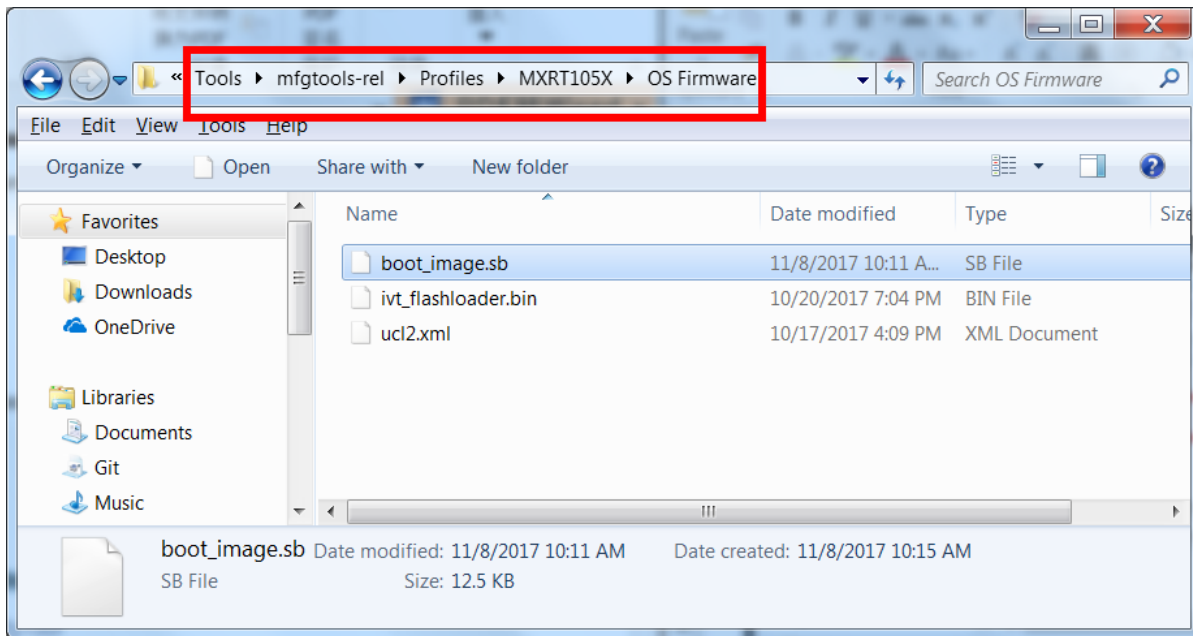 « Tools ▸ mfgtools-rel ▸ Profiles ▸ MXRT105X ▸ OS Firmware Search OS Firmware
File Edit View Tools Help
Organize Open Share with New folder
Favorites
Desktop
Downloads
OneDrive
Libraries
Documents
Git
Music
Name Date modified Type Size
boot_image.sb 11/8/2017 10:11 A... SB File
ivt_flashloader.bin 10/20/2017 7:04 PM BIN File
ucl2.xml 10/17/2017 4:09 PM XML Document
boot_image.sb Date modified: 11/8/2017 10:11 AM Date created: 11/8/2017 10:15 AM
SB File Size: 12.5 KB